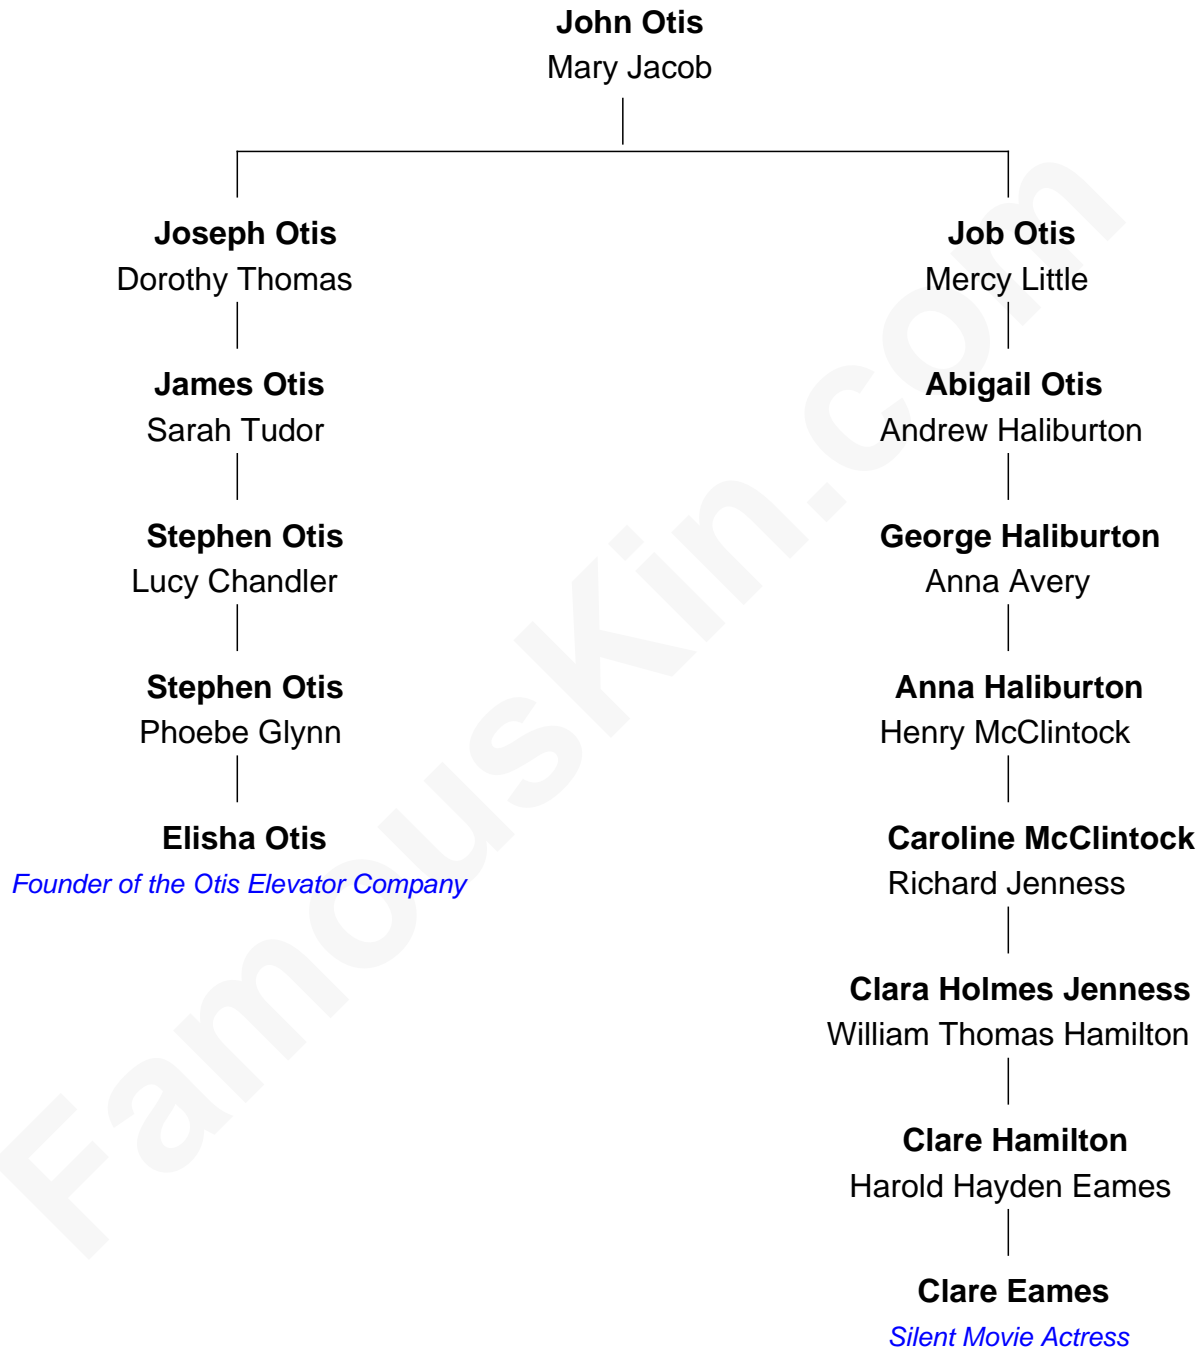 John Otis
Mary Jacob
Joseph Otis
Dorothy Thomas
James Otis
Sarah Tudor
Stephen Otis
Lucy Chandler
Stephen Otis
Phoebe Glynn
Elisha Otis
Founder of the Otis Elevator Company
Job Otis
Mercy Little
Abigail Otis
Andrew Haliburton
George Haliburton
Anna Avery
Anna Haliburton
Henry McClintock
Caroline McClintock
Richard Jenness
Clara Holmes Jenness
William Thomas Hamilton
Clare Hamilton
Harold Hayden Eames
Clare Eames
Silent Movie Actress
FamousKin.com